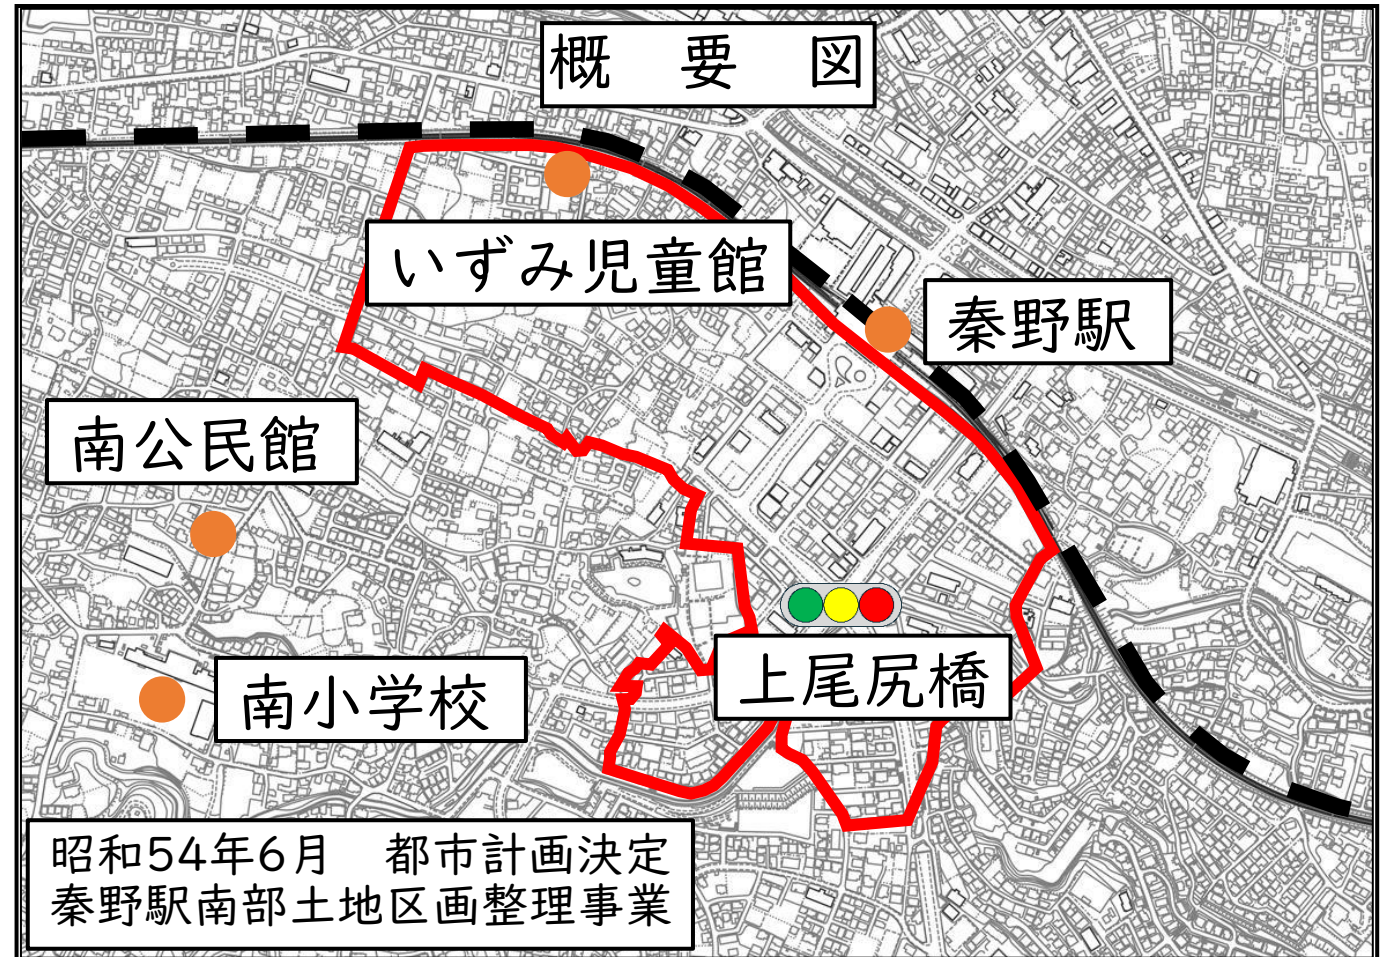 概　要　図
いずみ児童館
秦野駅
南公民館
上尾尻橋
南小学校
昭和54年6月　都市計画決定
秦野駅南部土地区画整理事業